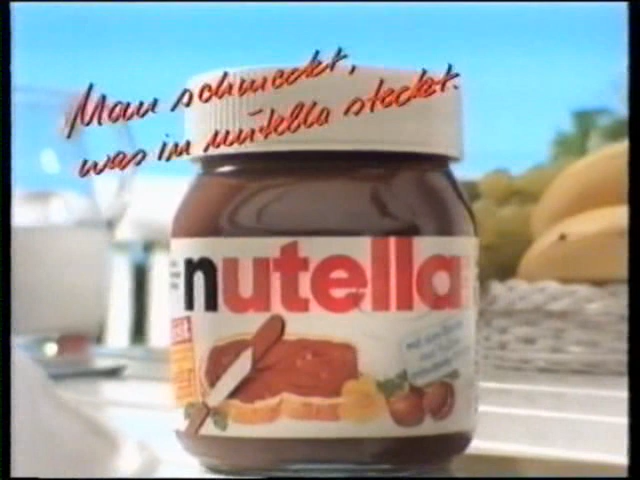 Man schmeckt,
was in nutella steckt.
nutella